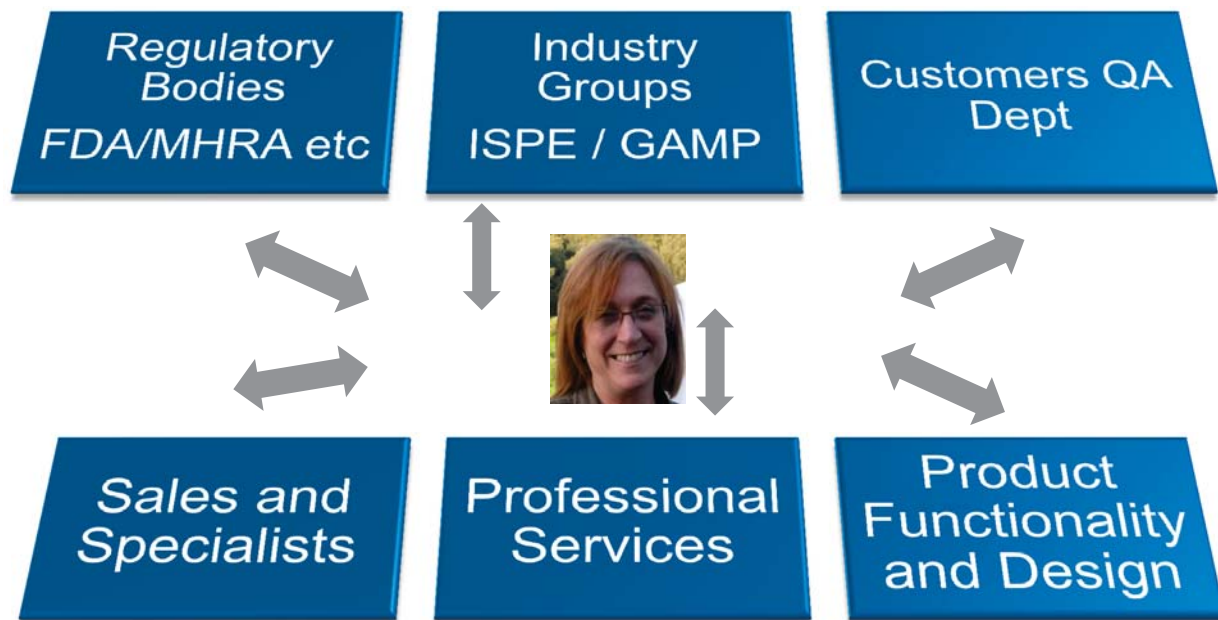 Regulatory
Bodies
FDA/MHRA etc
Industry
Groups
ISPE / GAMP
Customers QA
Dept
Sales and
Specialists
Professional
Services
Product
Functionality
and Design